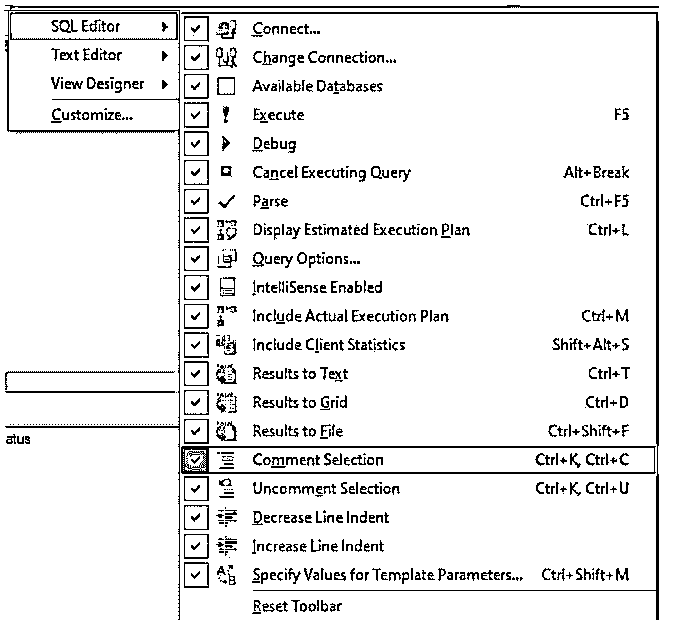 SQL Editor
Text Editor
View Designer
Customize...
Connect...
Change Connection...
Available Databases
Execute F5
Debug
Cancel Executing Query Alt+Break
Parse Ctrl+F5
Display Estimated Execution Plan Ctrl+L
Query Options...
IntelliSense Enabled
Include Actual Execution Plan Ctrl+M
Include Client Statistics Shift+Alt+S
Results to Text Ctrl+T
Results to Grid Ctrl+D
Results to File Ctrl+Shift+F
atus
Comment Selection Ctrl+K, Ctrl+C
Uncomment Selection Ctrl+K, Ctrl+U
Decrease Line Indent
Increase Line Indent
Specify Values for Template Parameters... Ctrl+Shift+M
Reset Toolbar